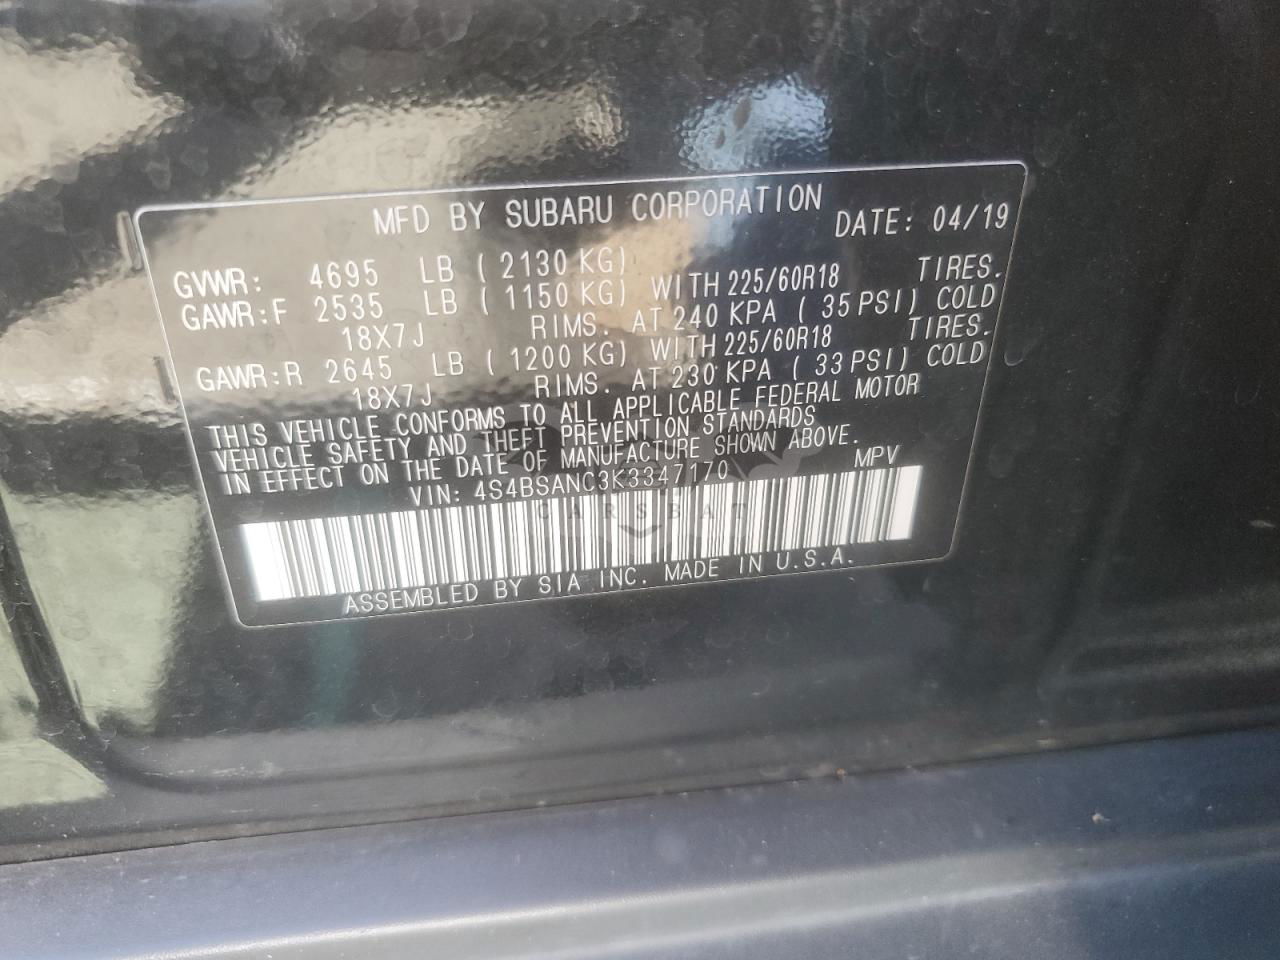 MFD BY SUBARU CORPORATION DATE: 04/19
GVWR: 4695 LB ( 2130 KG)
GAWR:F 2535 LB ( 1150 KG) WITH 225/60R18 TIRES.
18X7J RIMS. AT 240 KPA ( 35 PSI) COLD
GAWR:R 2645 LB ( 1200 KG) WITH 225/60R18 TIRES.
18X7J RIMS. AT 230 KPA ( 33 PSI) COLD
THIS VEHICLE CONFORMS TO ALL APPLICABLE FEDERAL MOTOR
VEHICLE SAFETY AND THEFT PREVENTION STANDARDS
IN EFFECT ON THE DATE OF MANUFACTURE SHOWN ABOVE.
VIN: 4S4BSANC3K3347170 MPV
CARSBAT
ASSEMBLED BY SIA INC. MADE IN U.S.A.